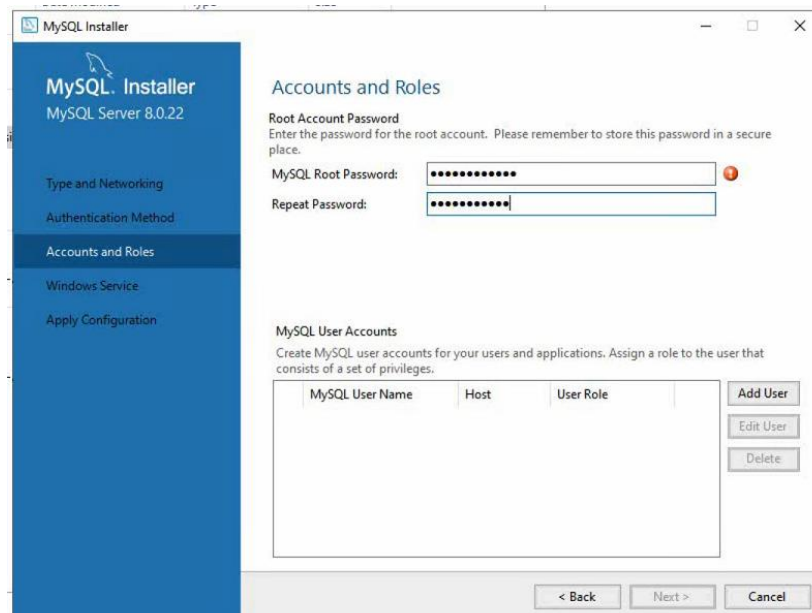 MySQL Installer
MySQL. Installer
MySQL Server 8.0.22
Type and Networking
Authentication Method
Accounts and Roles
Windows Service
Apply Configuration
Accounts and Roles
Root Account Password
Enter the password for the root account. Please remember to store this password in a secure
place.
MySQL Root Password: ●●●●●●●●●●●●
Repeat Password: ●●●●●●●●●●●
MySQL User Accounts
Create MySQL user accounts for your users and applications. Assign a role to the user that
consists of a set of privileges.
MySQL User Name Host User Role
Add User
Edit User
Delete
< Back Next > Cancel